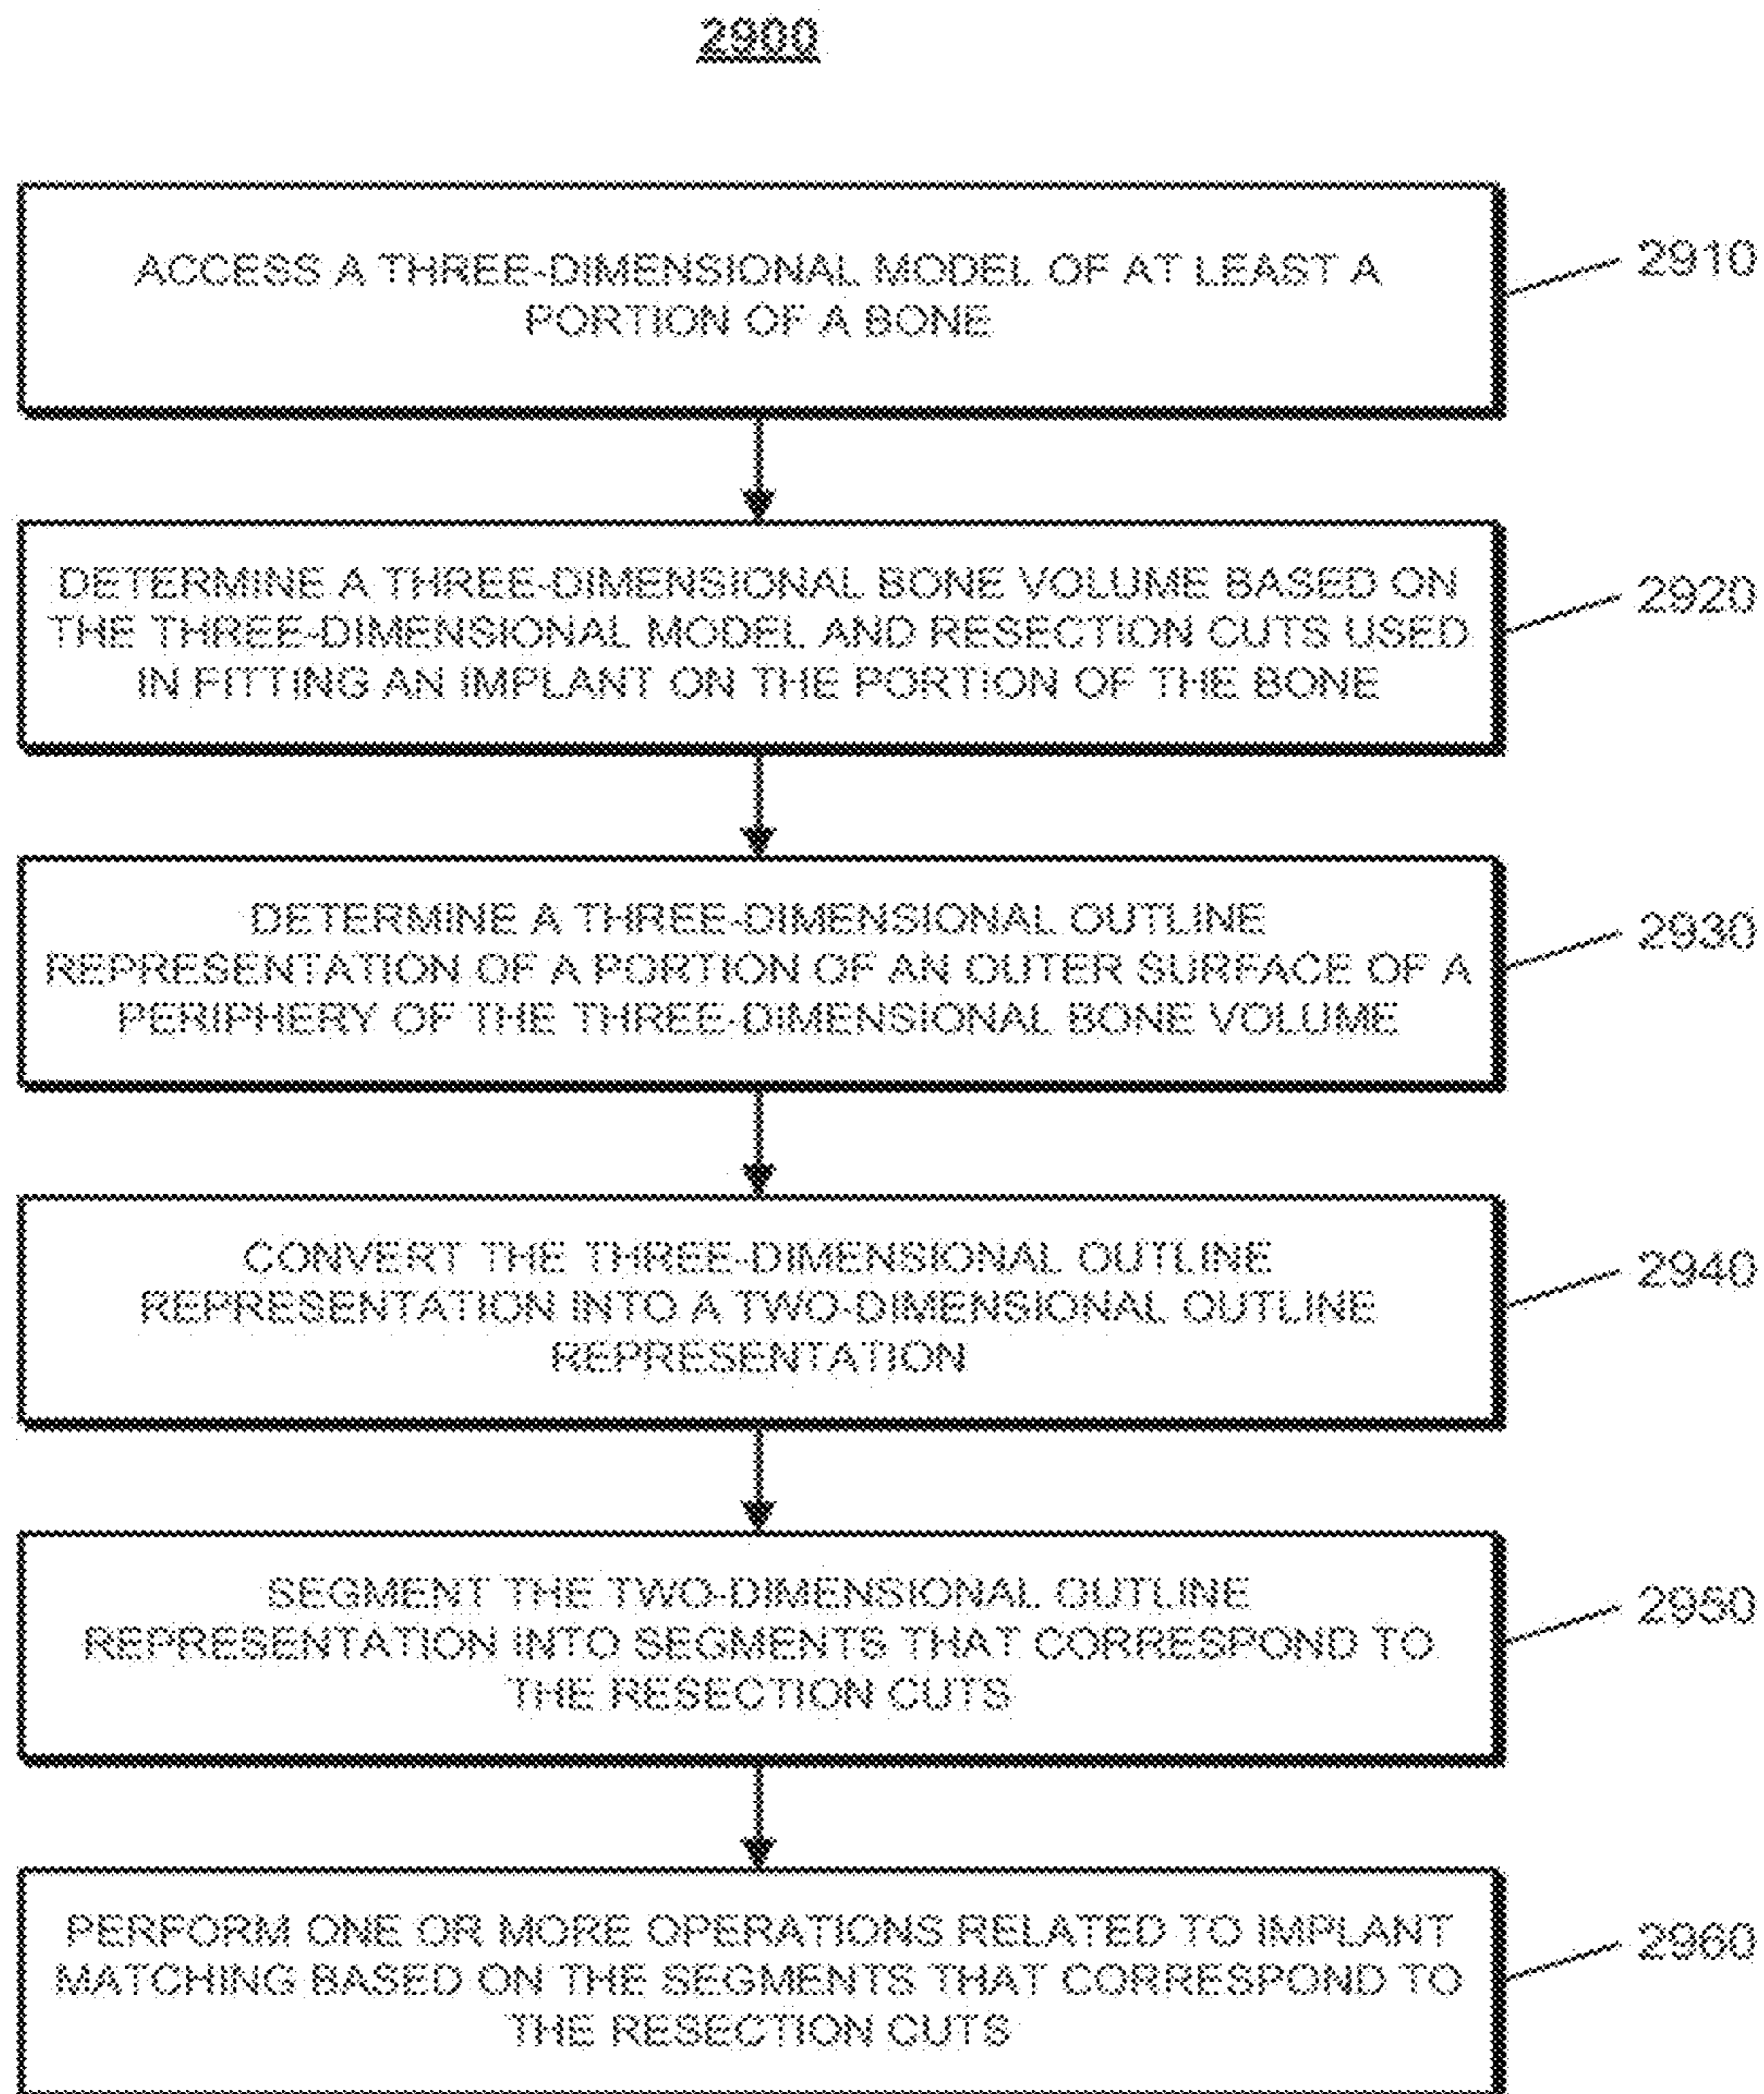 2900
ACCESS A THREE-DIMENSIONAL MODEL OF AT LEAST A
PORTION OF A BONE
2910
DETERMINE A THREE-DIMENSIONAL BONE VOLUME BASED ON
THE THREE-DIMENSIONAL MODEL AND RESECTION CUTS USED
IN FITTING AN IMPLANT ON THE PORTION OF THE BONE
2920
DETERMINE A THREE-DIMENSIONAL OUTLINE
REPRESENTATION OF A PORTION OF AN OUTER SURFACE OF A
PERIPHERY OF THE THREE-DIMENSIONAL BONE VOLUME
2930
CONVERT THE THREE-DIMENSIONAL OUTLINE
REPRESENTATION INTO A TWO-DIMENSIONAL OUTLINE
REPRESENTATION
2940
SEGMENT THE TWO-DIMENSIONAL OUTLINE
REPRESENTATION INTO SEGMENTS THAT CORRESPOND TO
THE RESECTION CUTS
2950
PERFORM ONE OR MORE OPERATIONS RELATED TO IMPLANT
MATCHING BASED ON THE SEGMENTS THAT CORRESPOND TO
THE RESECTION CUTS
2960